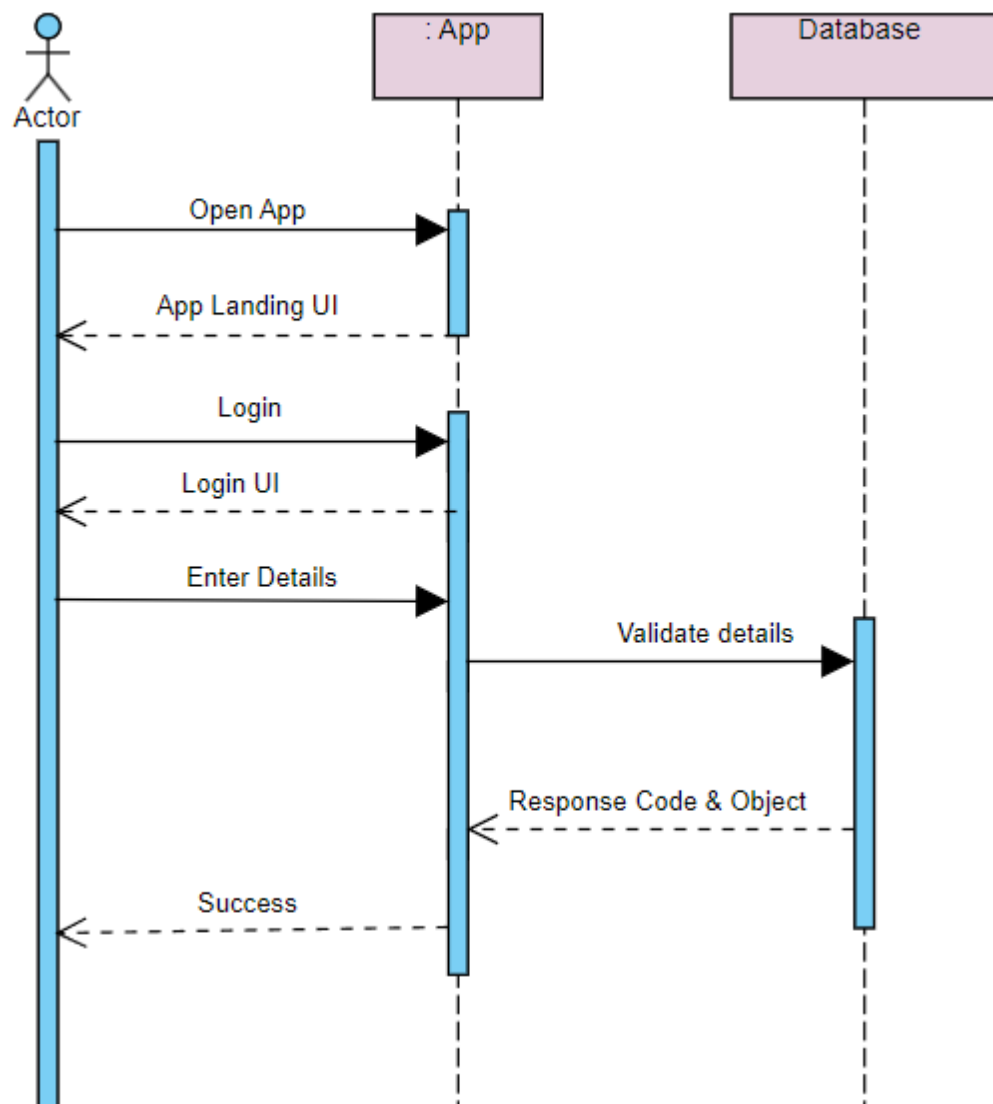 : App
Database
Actor
Open App
App Landing UI
Login
Login UI
Enter Details
Validate details
Response Code & Object
Success